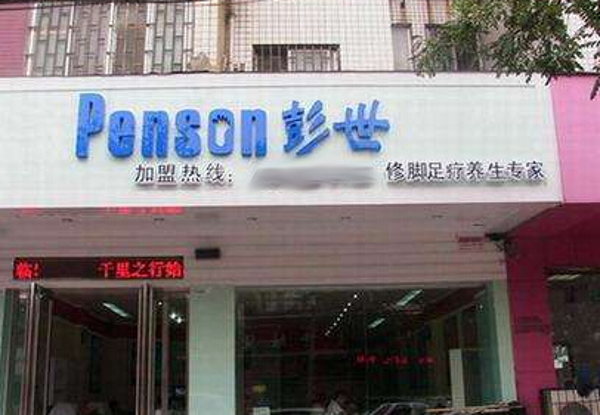 Penson 彭世
加盟热线: 修脚足疗养生专家
临! 千里之行始